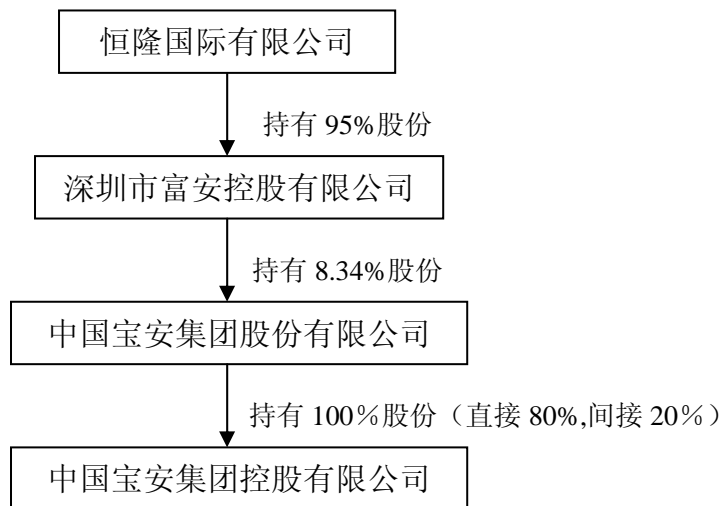 恒隆国际有限公司
持有 95%股份
深圳市富安控股有限公司
持有 8.34%股份
中国宝安集团股份有限公司
持有 100％股份（直接 80%,间接 20％）
中国宝安集团控股有限公司